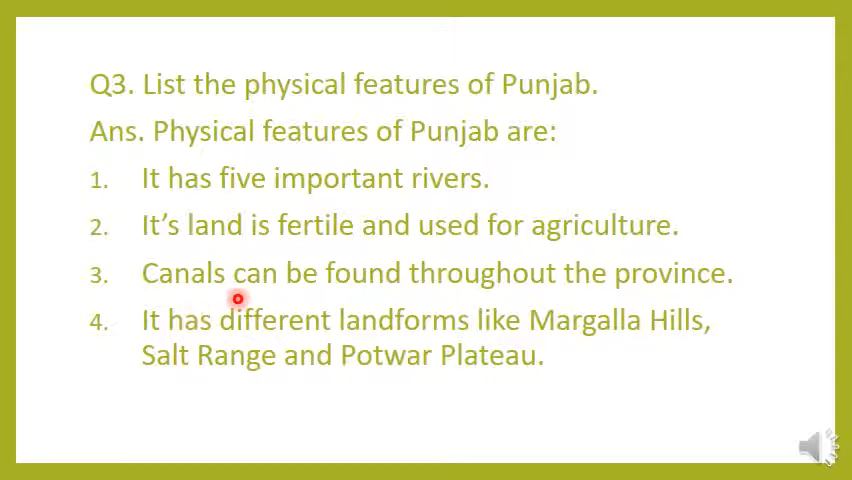 Q3. List the physical features of Punjab.
Ans. Physical features of Punjab are:
1. It has five important rivers.
2. It’s land is fertile and used for agriculture.
3. Canals can be found throughout the province.
4. It has different landforms like Margalla Hills,
Salt Range and Potwar Plateau.